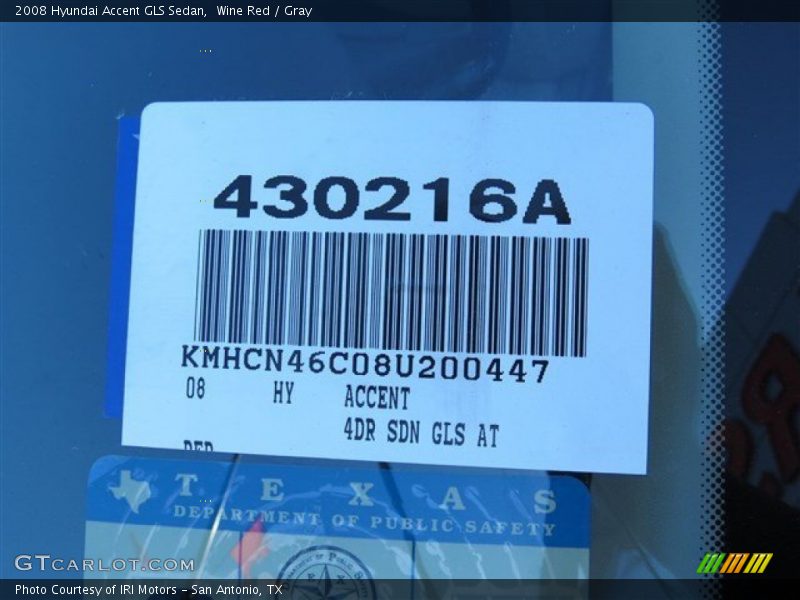 2008 Hyundai Accent GLS Sedan,  Wine Red / Gray
430216A
KMHCN46C08U200447
08 HY ACCENT
4DR SDN GLS AT
TEXAS
DEPARTMENT OF PUBLIC SAFETY
GTCARLOT.COM
Photo Courtesy of IRI Motors - San Antonio, TX